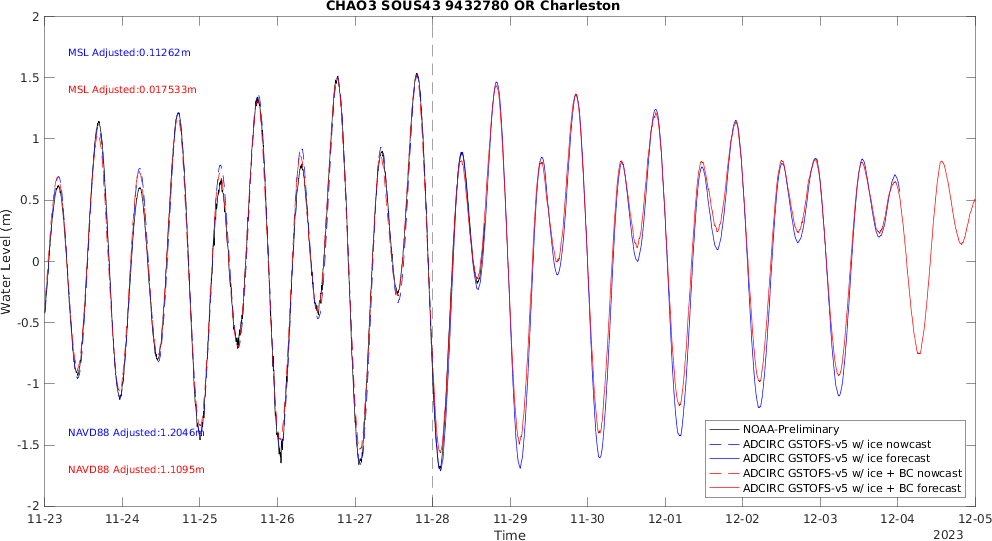 CHAO3 SOUS43 9432780 OR Charleston
2
1.5
1
0.5
0
-0.5
-1
-1.5
-2
Water Level (m)
MSL Adjusted:0.11262m
MSL Adjusted:0.017533m
NAVD88 Adjusted:1.2046m
NAVD88 Adjusted:1.1095m
NOAA-Preliminary
ADCIRC GSTOFS-v5 w/ ice nowcast
ADCIRC GSTOFS-v5 w/ ice forecast
ADCIRC GSTOFS-v5 w/ ice + BC nowcast
ADCIRC GSTOFS-v5 w/ ice + BC forecast
11-23 11-24 11-25 11-26 11-27 11-28 11-29 11-30 12-01 12-02 12-03 12-04 12-05
Time
2023